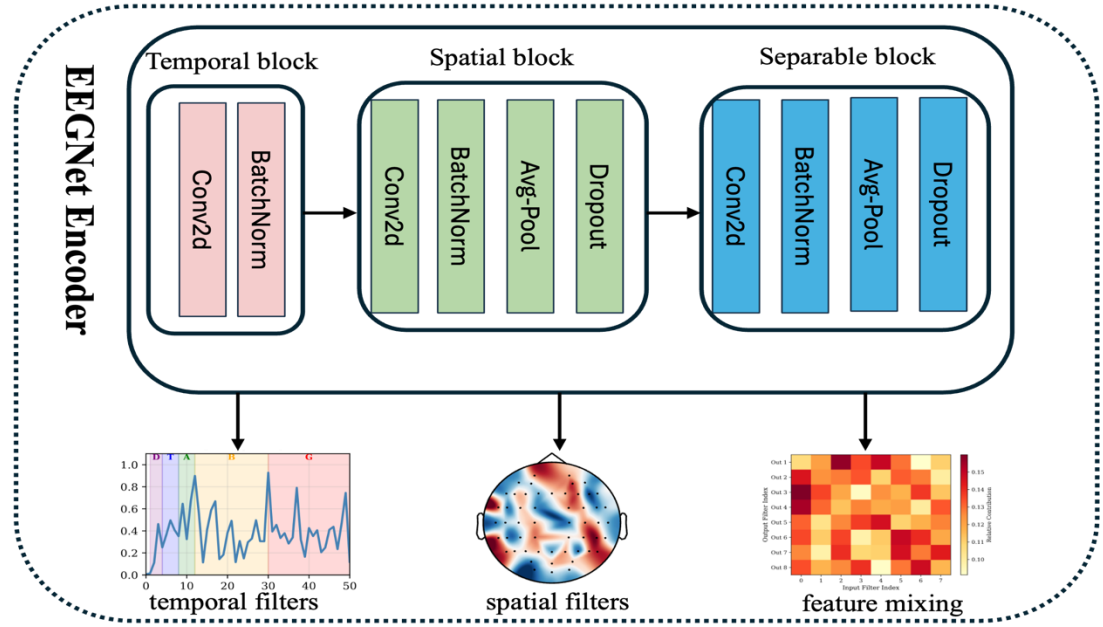 EEGNet Encoder
Temporal block
Spatial block
Separable block
Conv2d
BatchNorm
Conv2d
BatchNorm
Avg-Pool
Dropout
Conv2d
BatchNorm
Avg-Pool
Dropout
D T A B G
1.0
0.8
0.6
0.4
0.2
0.0
0 10 20 30 40 50
temporal filters
spatial filters
Output Filter Index
Out 1
Out 2
Out 3
Out 4
Out 5
Out 6
Out 7
Out 8
0 1 2 3 4 5 6 7
Input Filter Index
0.15
0.14
0.13
0.12
0.11
0.10
Relative Contribution
feature mixing